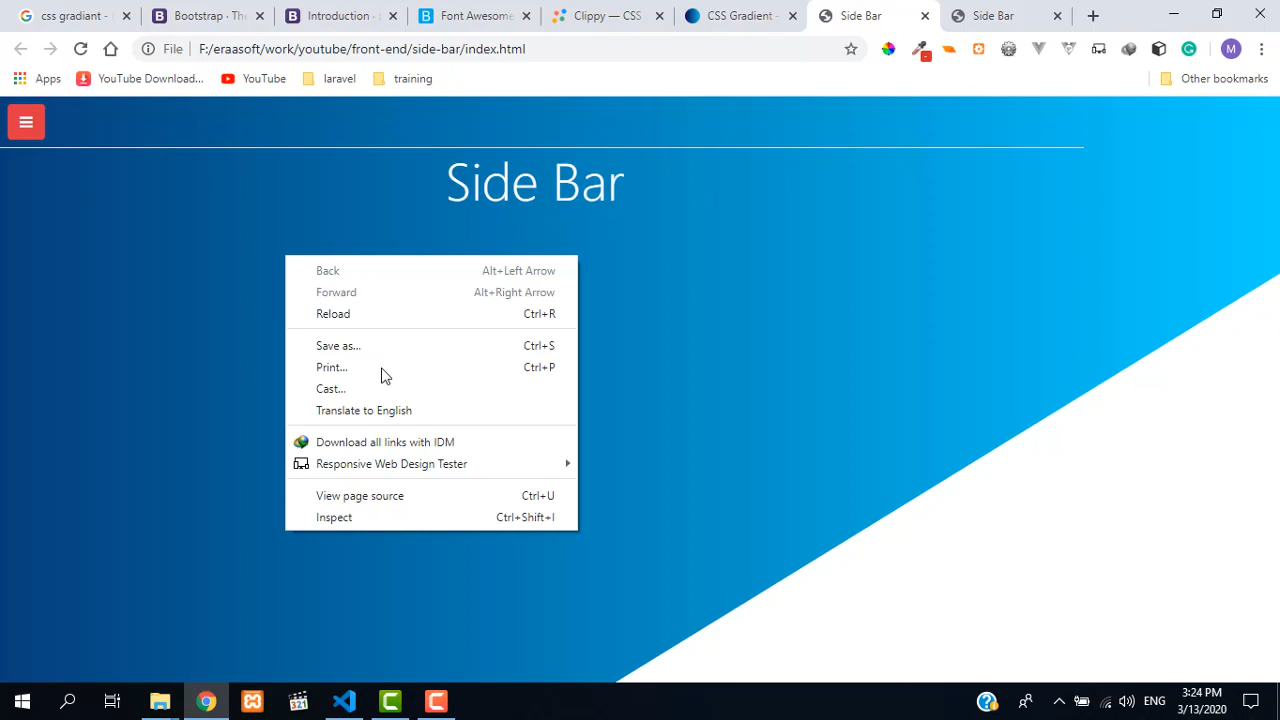 css gradiant -
Bootstrap · The
Introduction ·
Font Awesome
Clippy — CSS
CSS Gradient –
Side Bar
Side Bar
File
F:/efaasoft/work/youtube/front-end/side-bar/index.html
M
Apps
YouTube Download...
YouTube
laravel
training
Other bookmarks
Side Bar
Back Alt+Left Arrow
Forward Alt+Right Arrow
Reload Ctrl+R
Save as... Ctrl+S
Print... Ctrl+P
Cast...
Translate to English
Download all links with IDM
Responsive Web Design Tester
View page source Ctrl+U
Inspect Ctrl+Shift+I
321
ENG
3:24 PM
3/13/2020